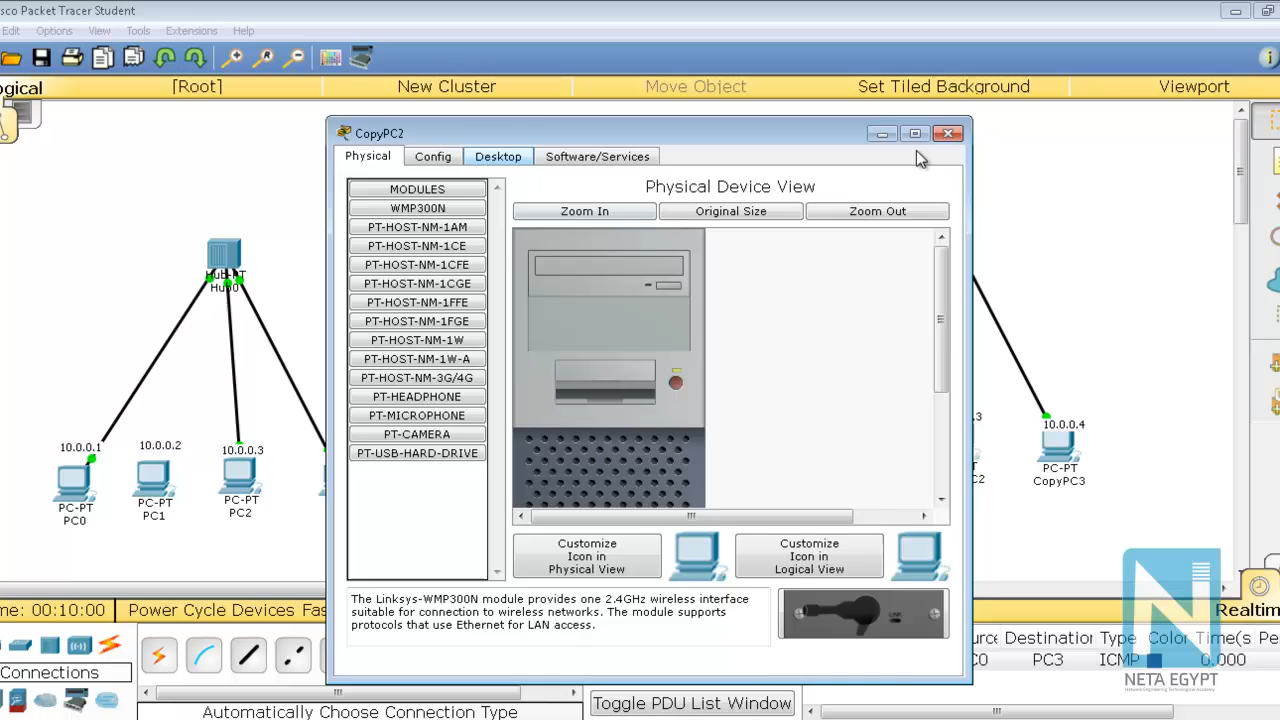 sco Packet Tracer Student
Edit Options View Tools Extensions Help
ogical [Root] New Cluster Move Object Set Tiled Background Viewport
CopyPC2
Physical Config Desktop Software/Services
MODULES
WMP300N
PT-HOST-NM-1AM
PT-HOST-NM-1CE
PT-HOST-NM-1CFE
PT-HOST-NM-1CGE
PT-HOST-NM-1FFE
PT-HOST-NM-1FGE
PT-HOST-NM-1W
PT-HOST-NM-1W-A
PT-HOST-NM-3G/4G
PT-HEADPHONE
PT-MICROPHONE
PT-CAMERA
PT-USB-HARD-DRIVE
Physical Device View
Zoom In Original Size Zoom Out
Customize
Icon in
Physical View
Customize
Icon in
Logical View
The Linksys-WMP300N module provides one 2.4GHz wireless interface
suitable for connection to wireless networks. The module supports
protocols that use Ethernet for LAN access.
Hub-PT
Hub0
10.0.0.1
PC-PT
PC0
10.0.0.2
PC-PT
PC1
10.0.0.3
PC-PT
PC2
.3
C2
10.0.0.4
PC-PT
CopyPC3
me: 00:10:00 Power Cycle Devices Fas
Realtim
Connections
Automatically Choose Connection Type
Toggle PDU List Window
urce Destination Type Color Time(s Pe
C0 PC3 ICMP 0.000
NETA EGYPT